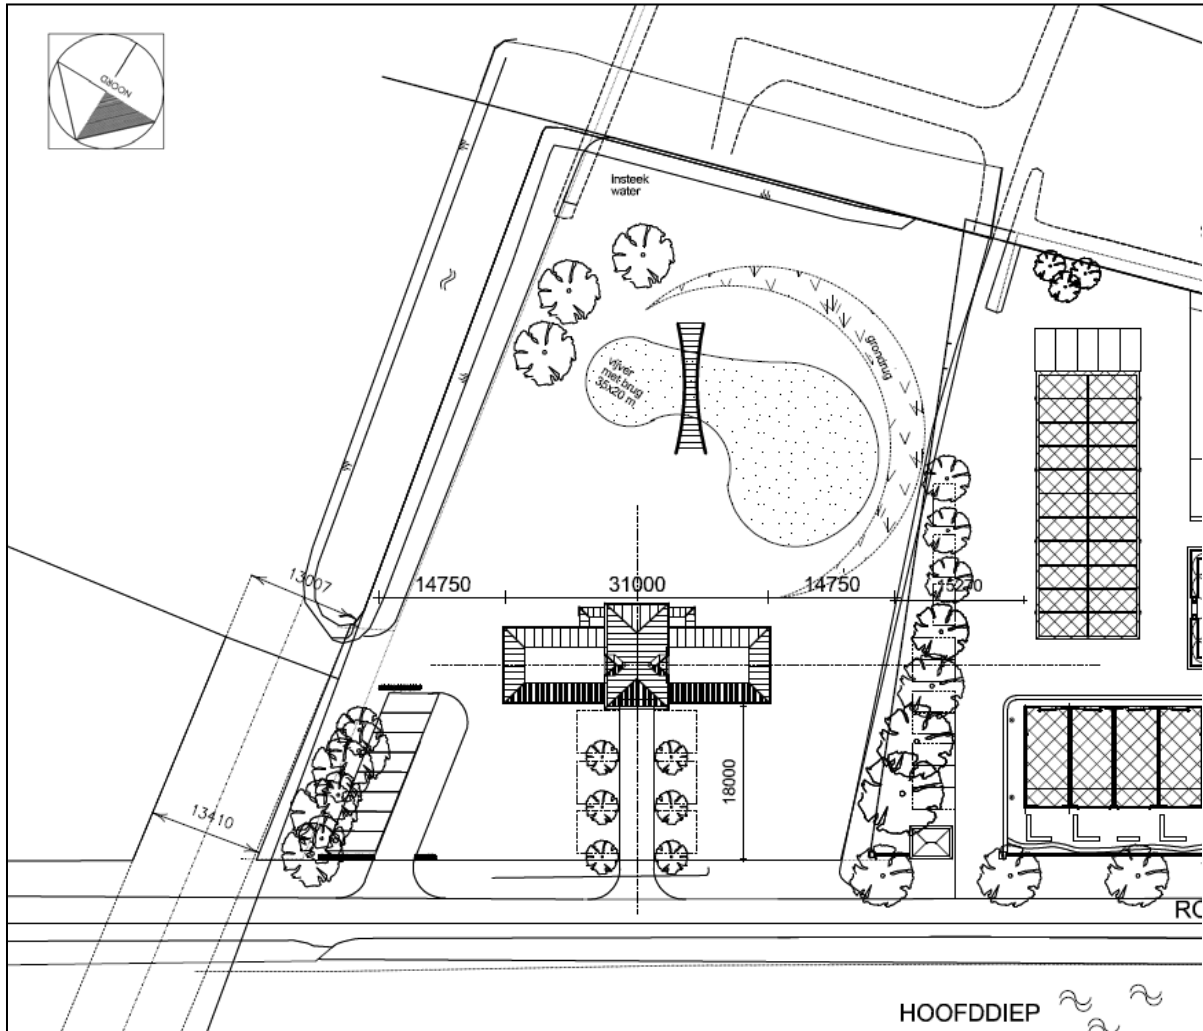 NOORD
Insteek
water
grondrug
vijver
met brug
35x20 m.
13007
14750
31000
14750
15270
18000
13410
RO
HOOFDDIEP